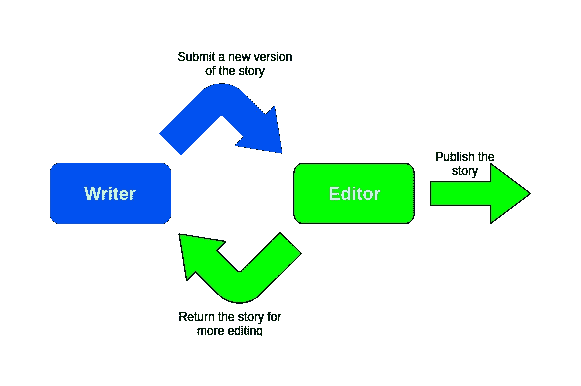 Submit a new version
of the story
Writer
Editor
Publish the
story
Return the story for
more editing